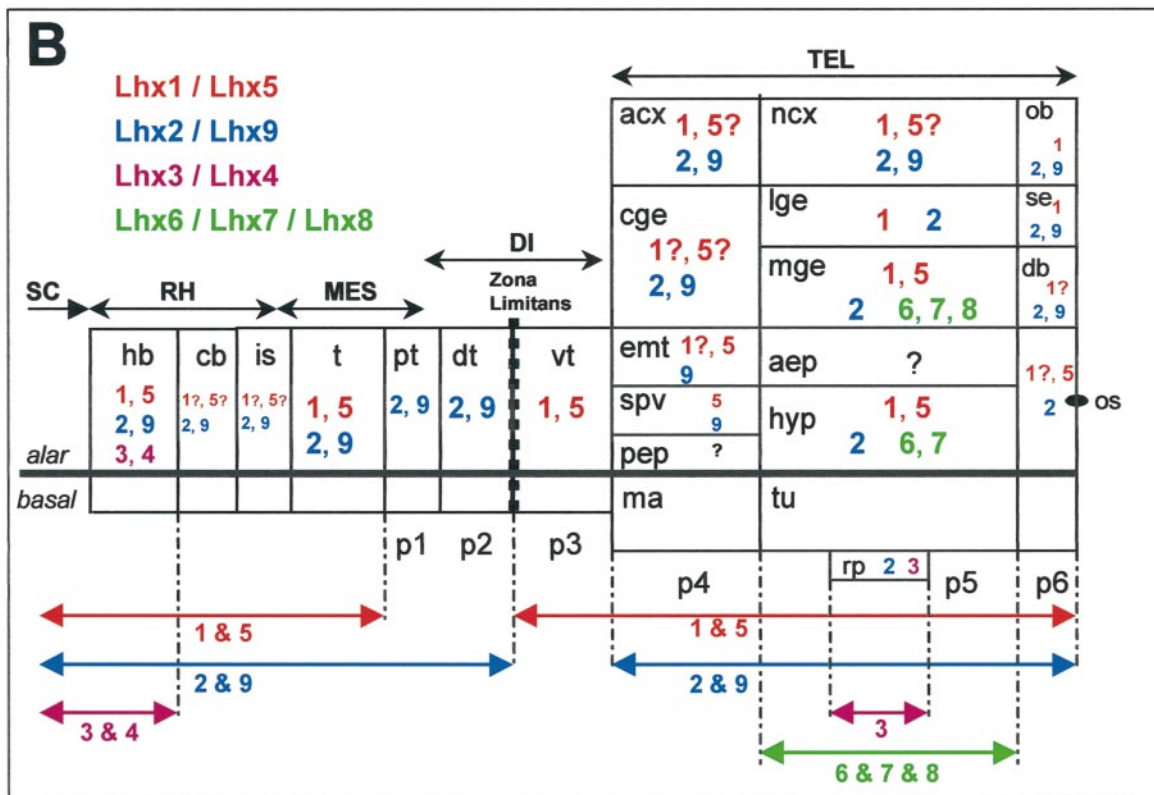 B
Lhx1 / Lhx5
Lhx2 / Lhx9
Lhx3 / Lhx4
Lhx6 / Lhx7 / Lhx8
TEL
acx 1, 5?
2, 9
ncx 1, 5?
2, 9
ob
1
2, 9
cge
1?, 5?
2, 9
lge
1 2
se 1
2, 9
mge
1, 5
2 6, 7, 8
db
1?
2, 9
DI
Zona
Limitans
SC
RH
MES
hb
1, 5
2, 9
3, 4
cb
1?, 5?
2, 9
is
1?, 5?
2, 9
t
1, 5
2, 9
pt
2, 9
dt
2, 9
vt
1, 5
emt 1?, 5
9
spv 5
9
pep ?
aep ?
hyp 1, 5
2 6, 7
1?, 5
2
os
alar
basal
ma
tu
p1
p2
p3
p4
rp 2 3
p5
p6
1 & 5
1 & 5
2 & 9
2 & 9
3 & 4
3
6 & 7 & 8